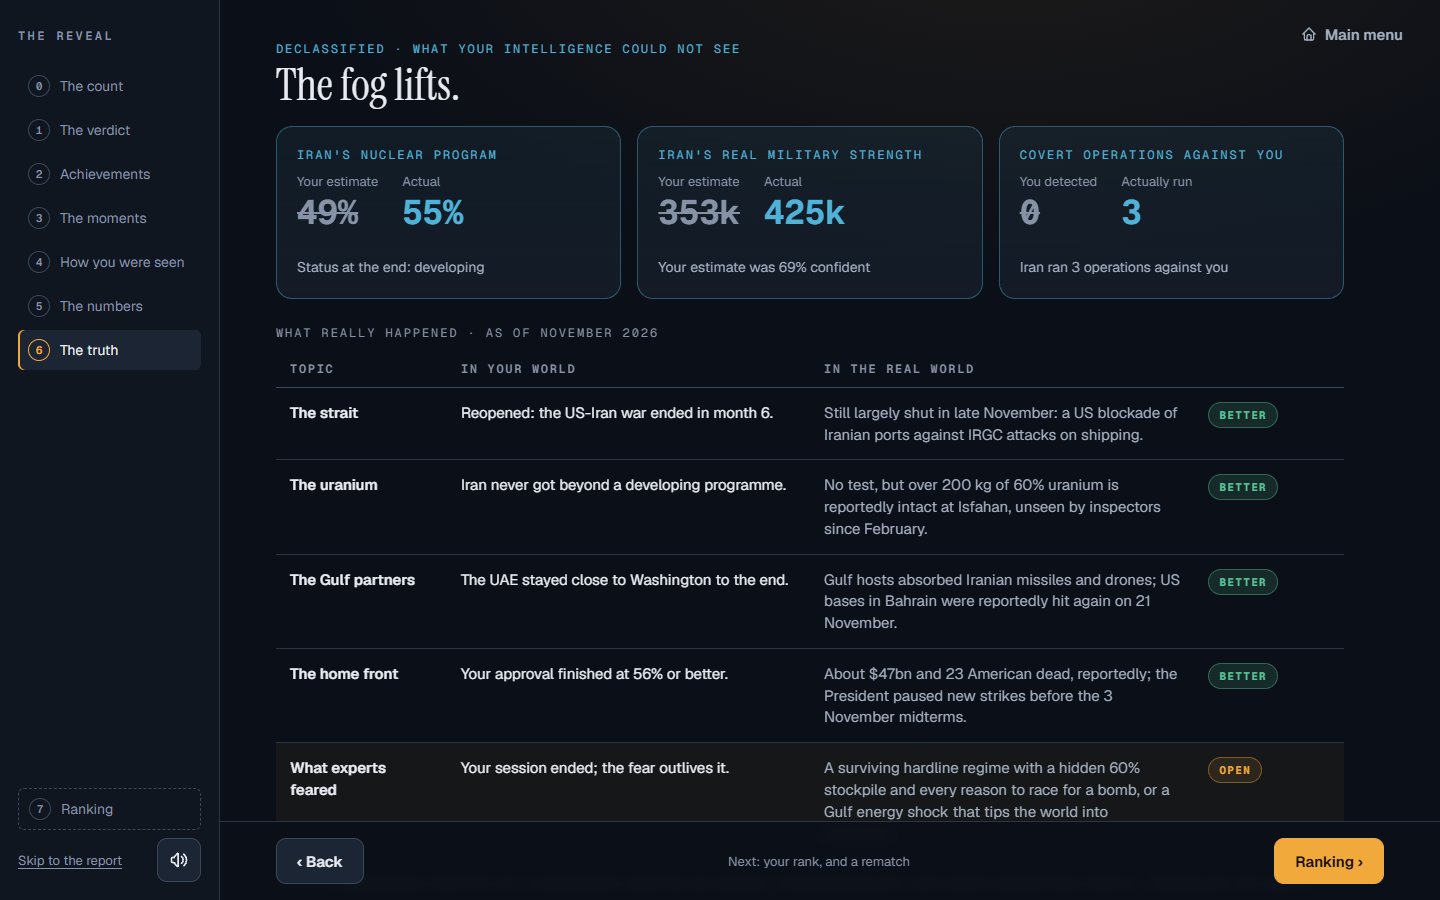 THE REVEAL
0 The count
1 The verdict
2 Achievements
3 The moments
4 How you were seen
5 The numbers
6 The truth
7 Ranking
Skip to the report
Main menu
DECLASSIFIED · WHAT YOUR INTELLIGENCE COULD NOT SEE
The fog lifts.
IRAN'S NUCLEAR PROGRAM
Your estimate Actual
49% 55%
Status at the end: developing
IRAN'S REAL MILITARY STRENGTH
Your estimate Actual
353k 425k
Your estimate was 69% confident
COVERT OPERATIONS AGAINST YOU
You detected Actually run
0 3
Iran ran 3 operations against you
WHAT REALLY HAPPENED · AS OF NOVEMBER 2026
TOPIC IN YOUR WORLD IN THE REAL WORLD
The strait
Reopened: the US-Iran war ended in month 6.
Still largely shut in late November: a US blockade of
Iranian ports against IRGC attacks on shipping.
BETTER
The uranium
Iran never got beyond a developing programme.
No test, but over 200 kg of 60% uranium is
reportedly intact at Isfahan, unseen by inspectors
since February.
BETTER
The Gulf partners
The UAE stayed close to Washington to the end.
Gulf hosts absorbed Iranian missiles and drones; US
bases in Bahrain were reportedly hit again on 21
November.
BETTER
The home front
Your approval finished at 56% or better.
About $47bn and 23 American dead, reportedly; the
President paused new strikes before the 3
November midterms.
BETTER
What experts
feared
Your session ended; the fear outlives it.
A surviving hardline regime with a hidden 60%
stockpile and every reason to race for a bomb, or a
Gulf energy shock that tips the world into
OPEN
‹ Back
Next: your rank, and a rematch
Ranking ›